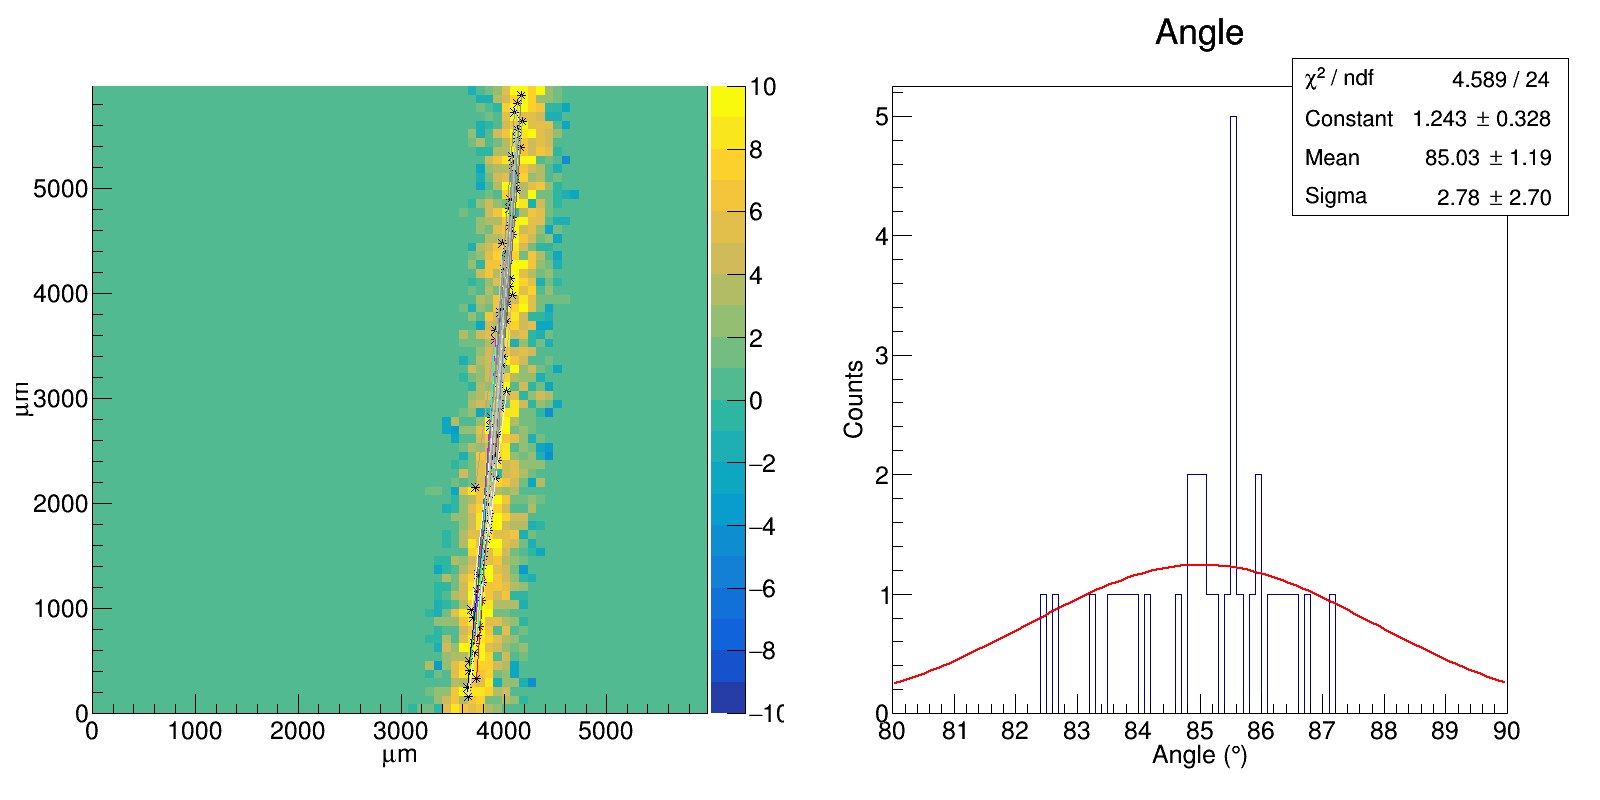 Angle
χ² / ndf 4.589 / 24
Constant 1.243 ± 0.328
Mean 85.03 ± 1.19
Sigma 2.78 ± 2.70
5000
4000
3000
2000
1000
0
μm
0 1000 2000 3000 4000 5000
μm
10
8
6
4
2
0
−2
−4
−6
−8
−10
5
4
3
2
1
0
Counts
80 81 82 83 84 85 86 87 88 89 90
Angle (°)